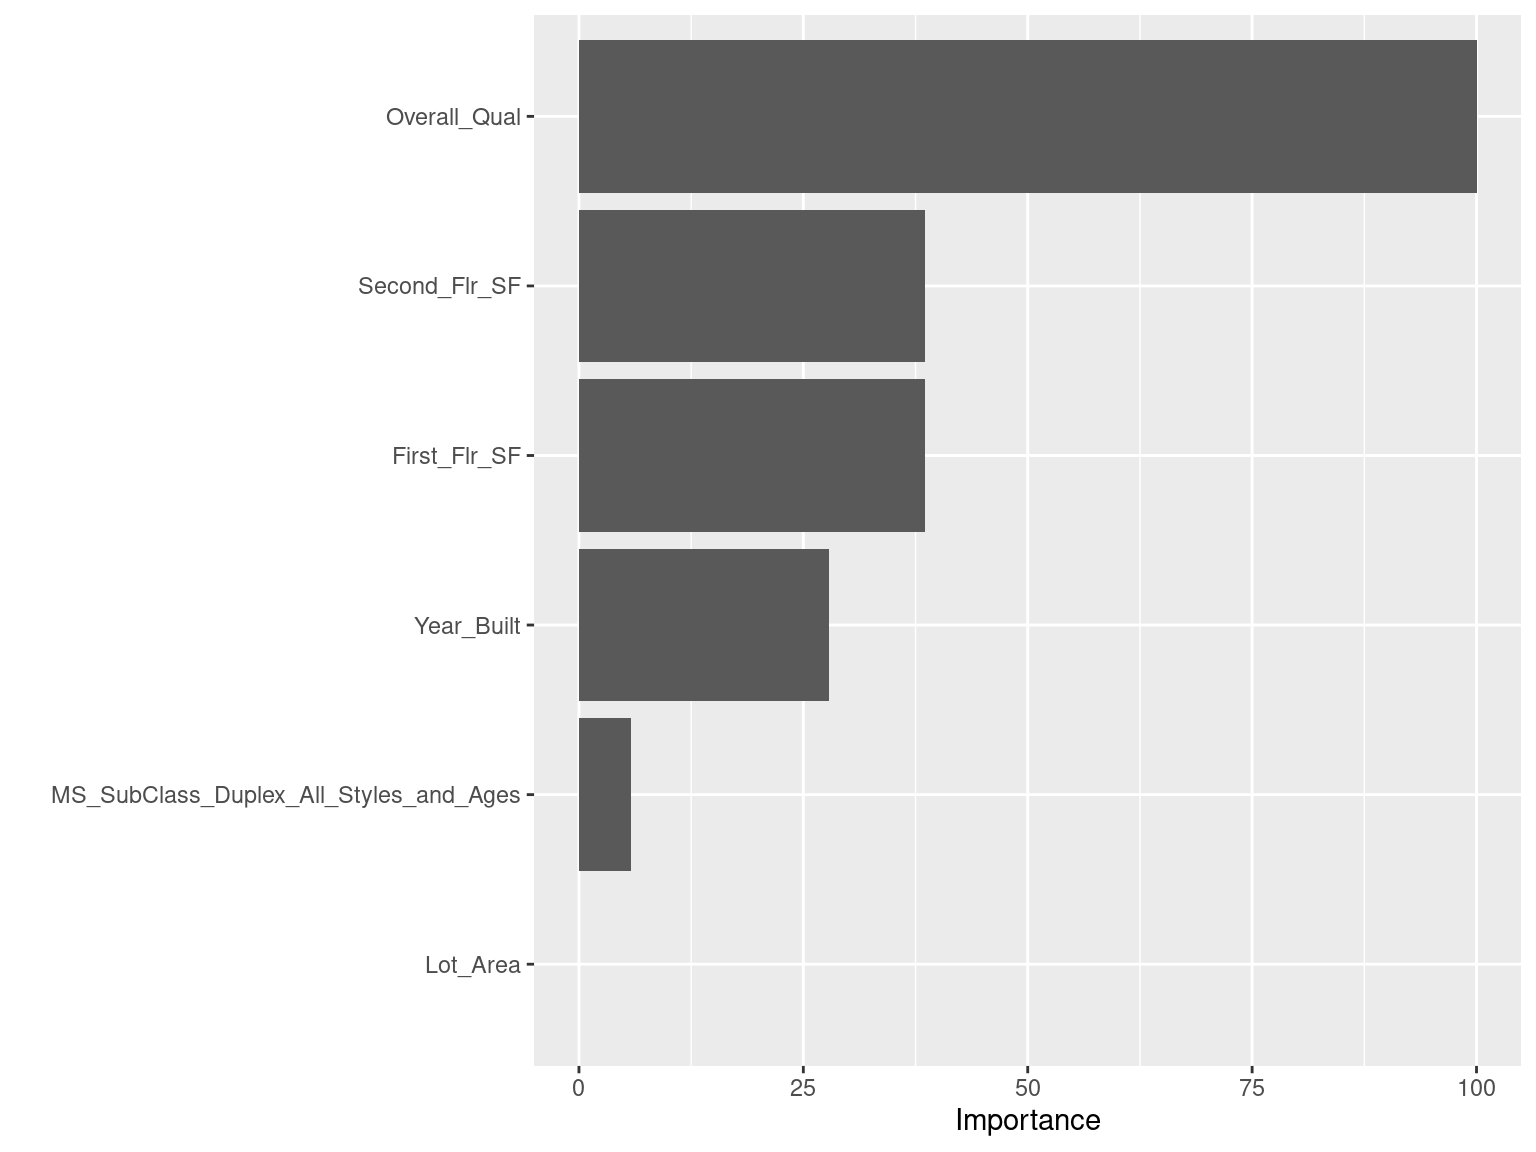 Overall_Qual
Second_Flr_SF
First_Flr_SF
Year_Built
MS_SubClass_Duplex_All_Styles_and_Ages
Lot_Area
0 25 50 75 100
Importance